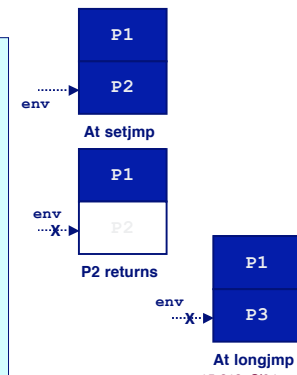 P1
P2
env
At setjmp
P1
env
X
P2
P2 returns
P1
env
X
P3
At longjmp